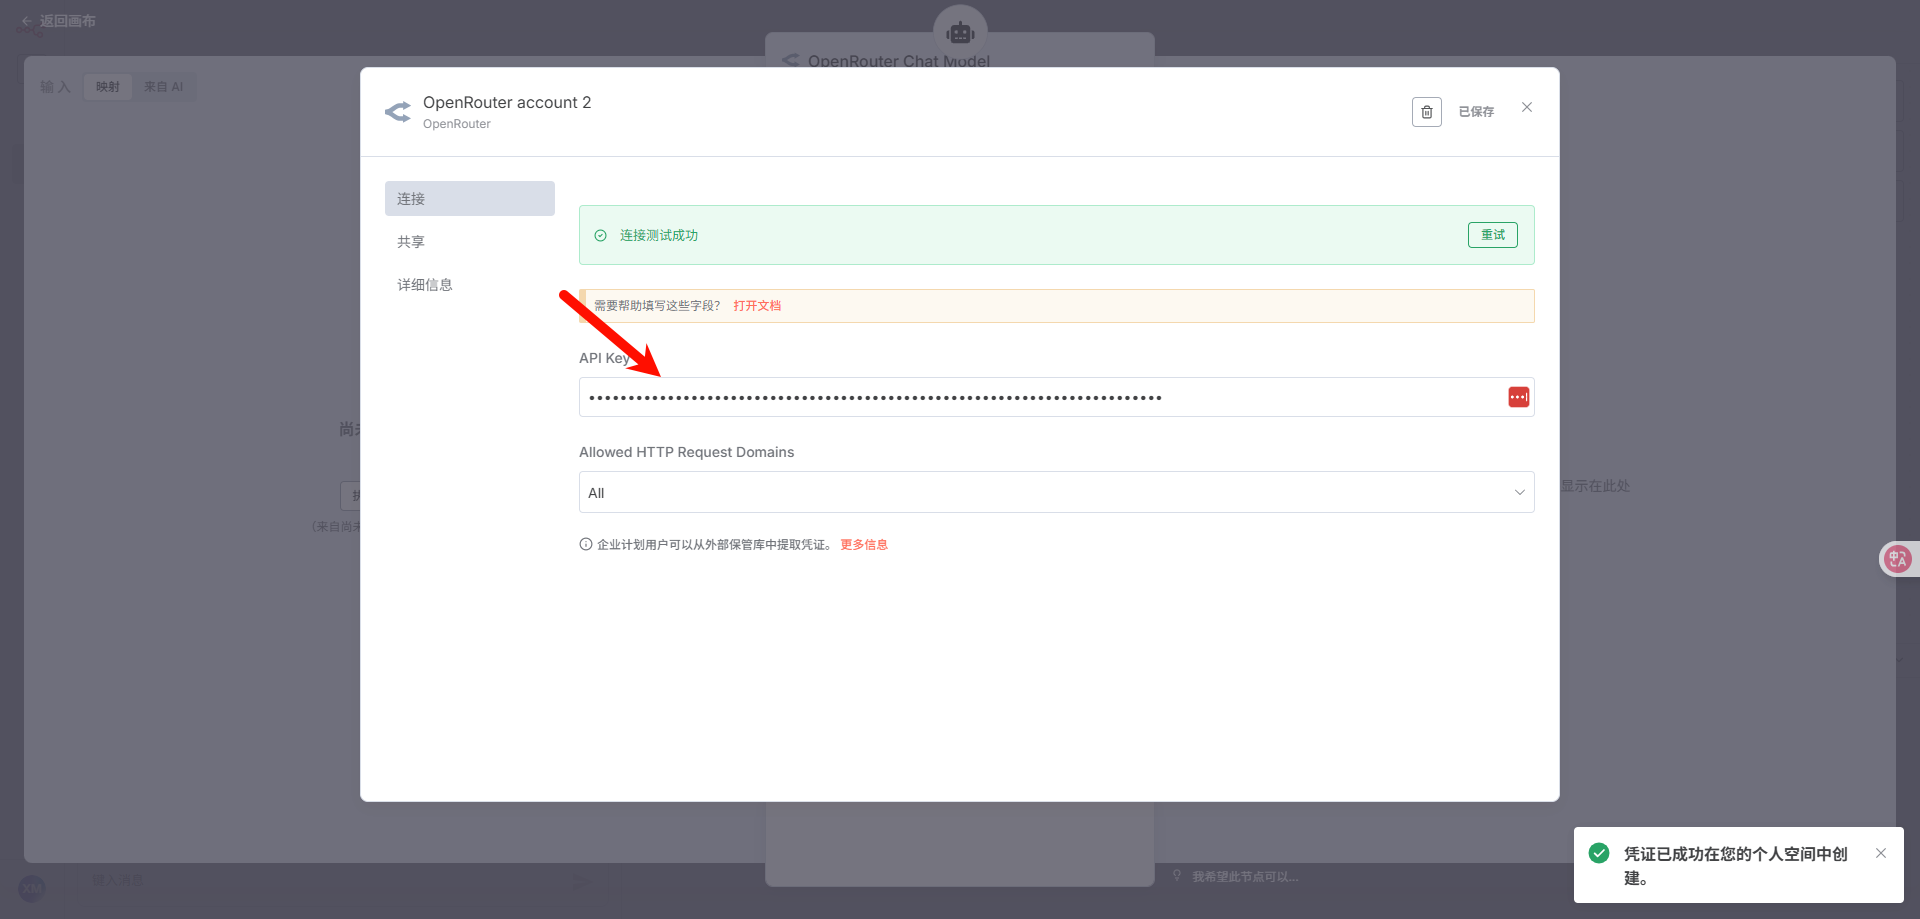 返回画布
OpenRouter Chat Model
输入
映射
来自 AI
OpenRouter account 2
OpenRouter
已保存
连接
共享
详细信息
连接测试成功
重试
需要帮助填写这些字段? 打开文档
API Key
Allowed HTTP Request Domains
All
企业计划用户可以从外部保管库中提取凭证。 更多信息
尚未
(来自尚未
显示在此处
输入消息
我希望此节点可以...
XM
凭证已成功在您的个人空间中创
建。